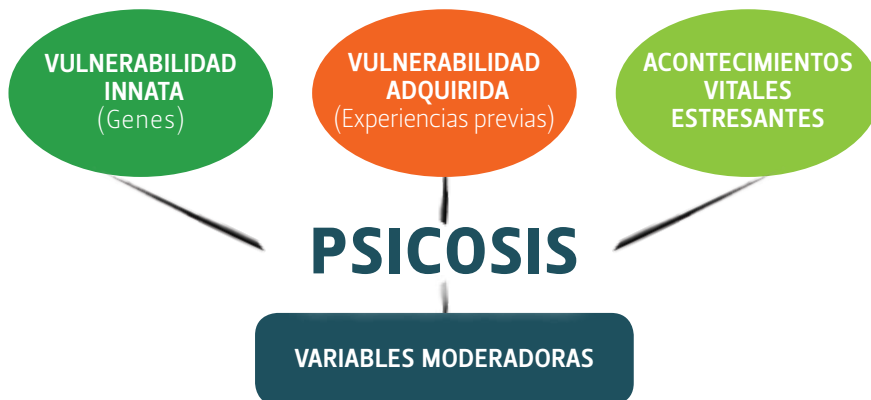 VULNERABILIDAD
INNATA
(Genes)
VULNERABILIDAD
ADQUIRIDA
(Experiencias previas)
ACONTECIMIENTOS
VITALES
ESTRESANTES
PSICOSIS
VARIABLES MODERADORAS